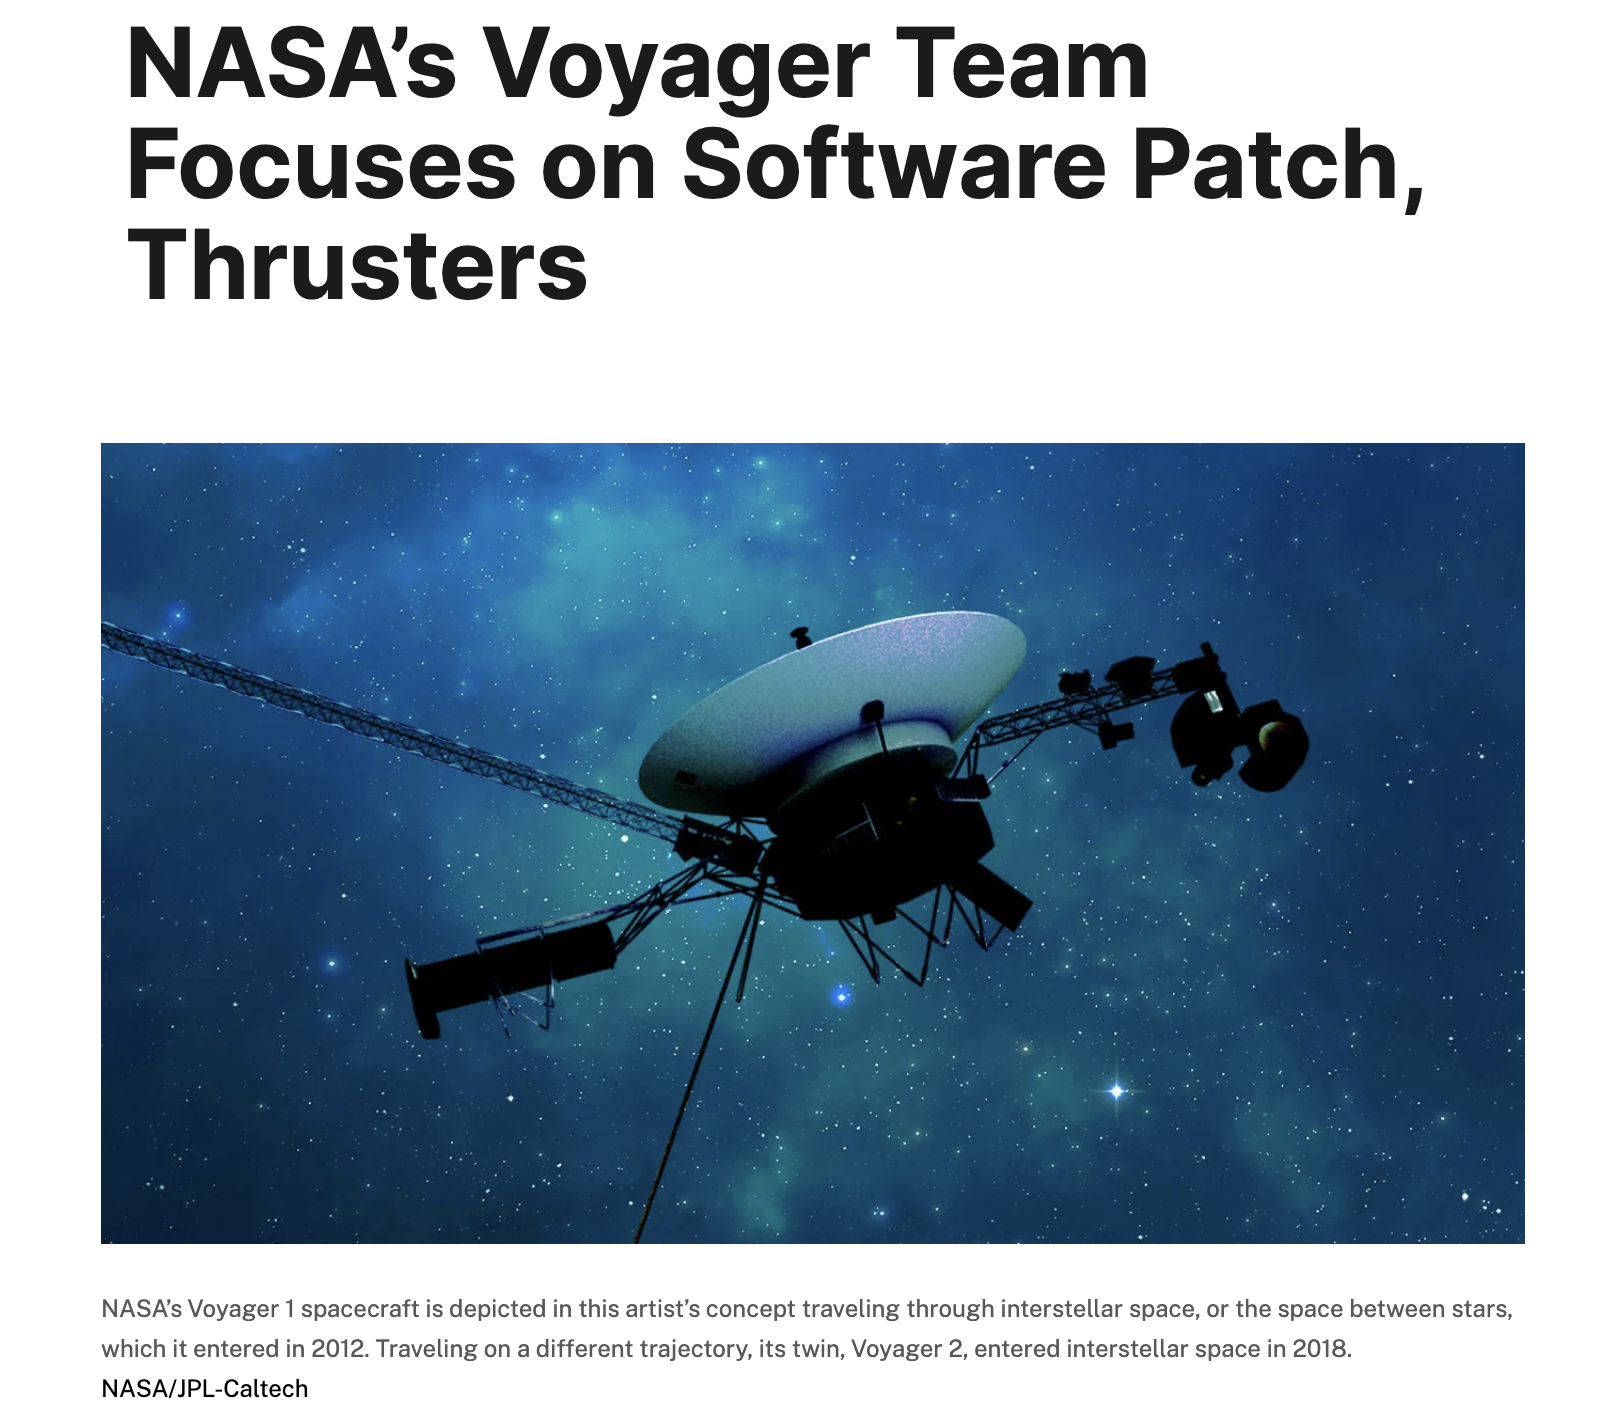 NASA’s Voyager Team
Focuses on Software Patch,
Thrusters
NASA’s Voyager 1 spacecraft is depicted in this artist’s concept traveling through interstellar space, or the space between stars,
which it entered in 2012. Traveling on a different trajectory, its twin, Voyager 2, entered interstellar space in 2018.
NASA/JPL-Caltech